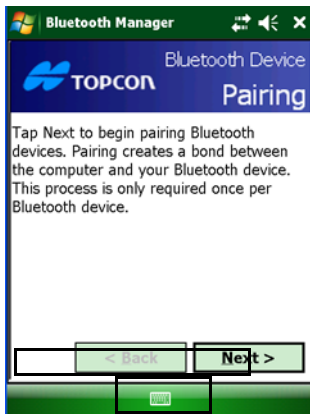 Bluetooth Manager
Bluetooth Device
TOPCON
Pairing
Tap Next to begin pairing Bluetooth
devices. Pairing creates a bond between
the computer and your Bluetooth device.
This process is only required once per
Bluetooth device.
< Back
Next >